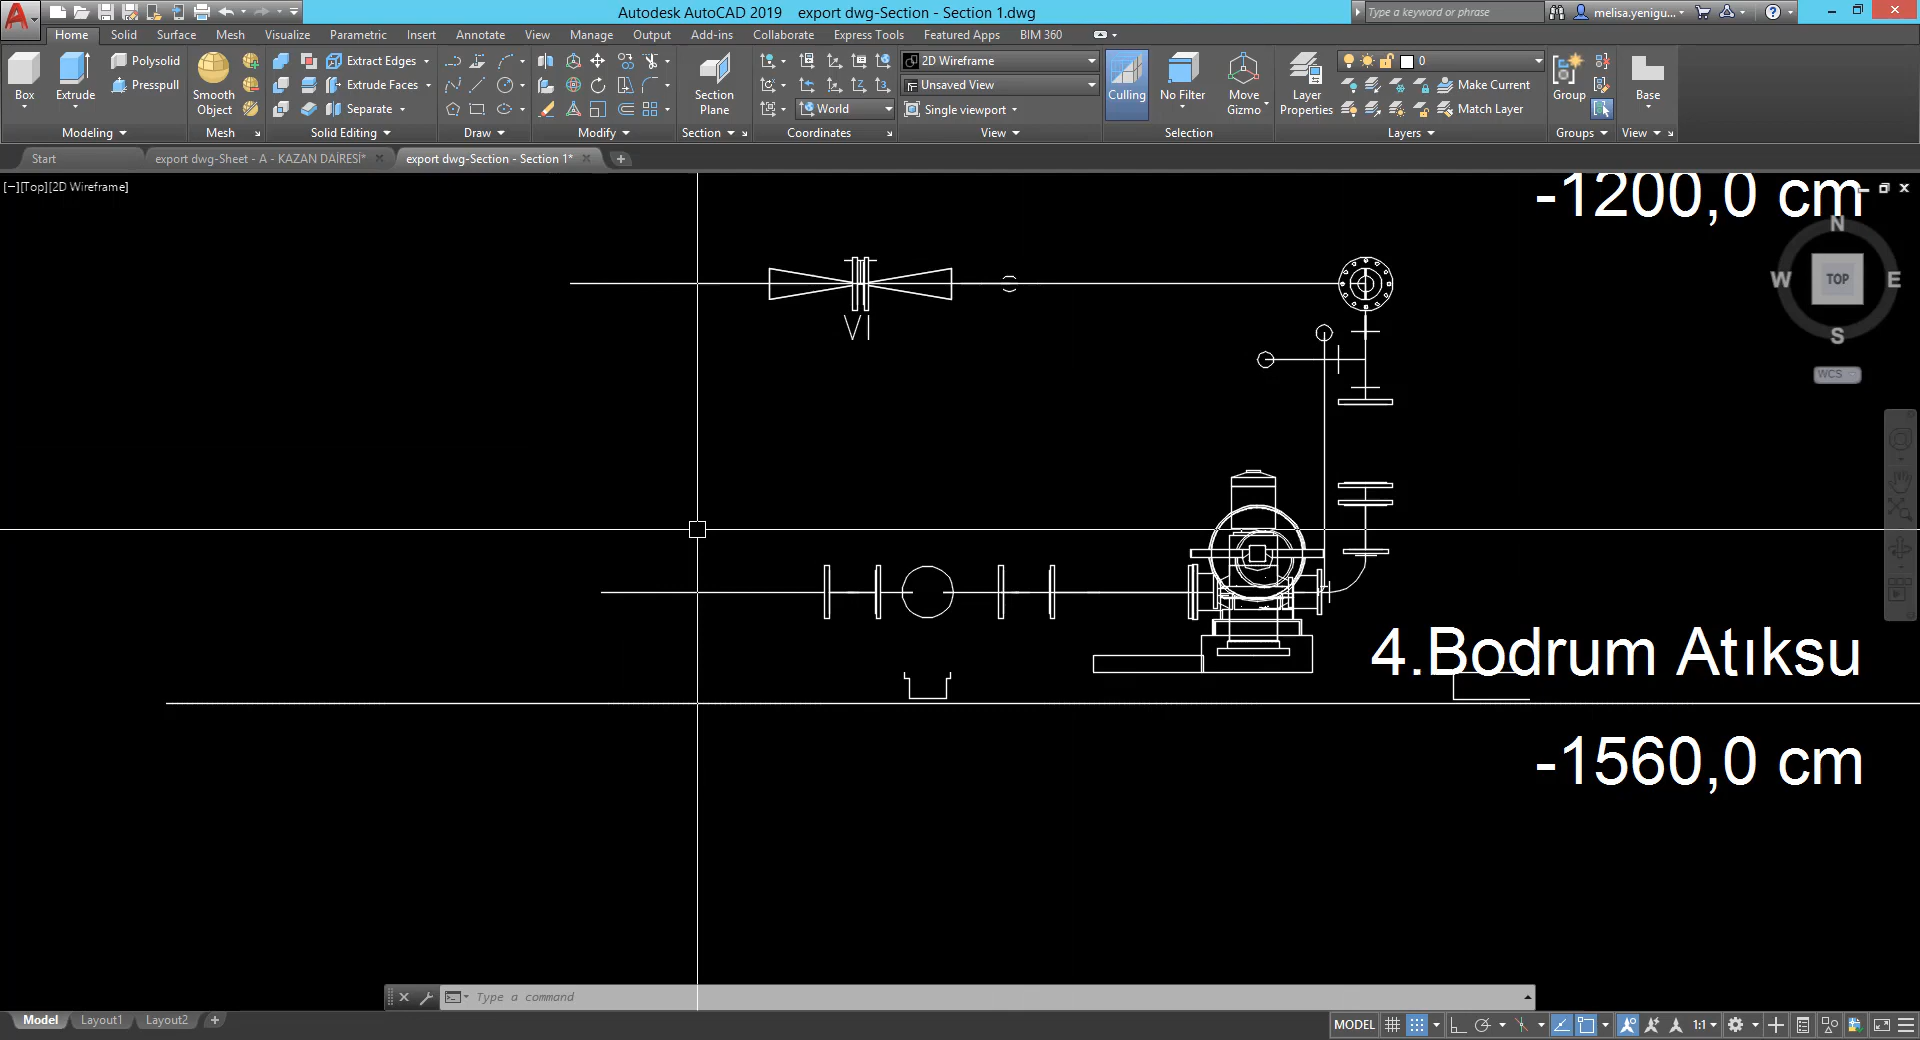 Autodesk AutoCAD 2019 export dwg-Section - Section 1.dwg
Type a keyword or phrase
melisa.yenigu...
Home Solid Surface Mesh Visualize Parametric Insert Annotate View Manage Output Add-ins Collaborate Express Tools Featured Apps BIM 360
Box
Extrude
Polysolid
Presspull
Smooth
Object
Extract Edges
Extrude Faces
Separate
Section
Plane
World
2D Wireframe
Unsaved View
Single viewport
Culling
No Filter
Move
Gizmo
Layer
Properties
0
Make Current
Match Layer
Group
Base
Modeling Mesh Solid Editing Draw Modify Section Coordinates View Selection Layers Groups View
Start export dwg-Sheet - A - KAZAN DAİRESİ* export dwg-Section - Section 1*
[−][Top][2D Wireframe]
-1200,0 cm
N
W TOP E
S
WCS
VI
4.Bodrum Atıksu
-1560,0 cm
Type a command
Model Layout1 Layout2
MODEL 1:1